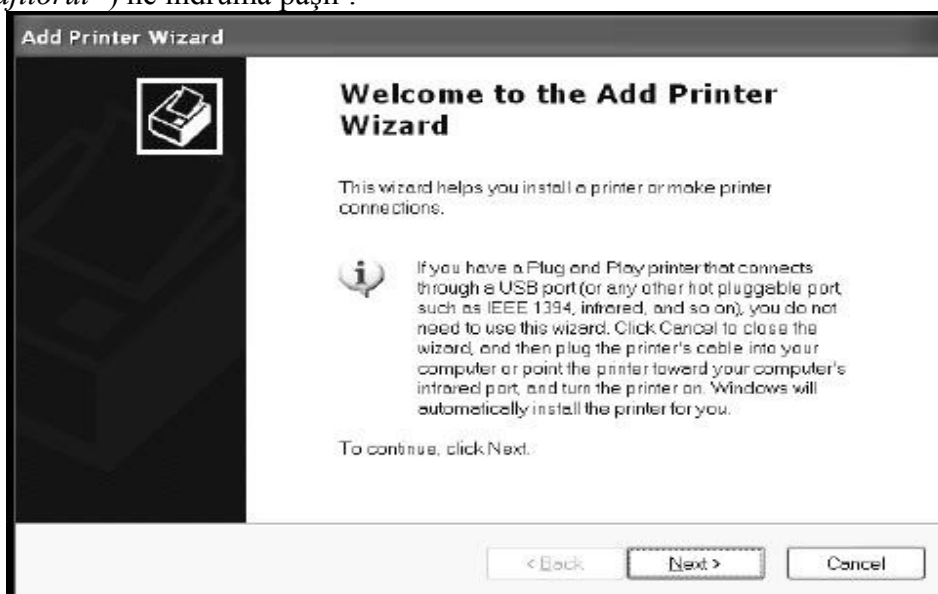 ne îndrumă pașii :
Add Printer Wizard
Welcome to the Add Printer
Wizard
This wizard helps you install a printer or make printer
connections.
If you have a Plug and Play printer that connects
through a USB port (or any other hot pluggable port,
such as IEEE 1394, infrared, and so on), you do not
need to use this wizard. Click Cancel to close the
wizard, and then plug the printer's cable into your
computer or point the printer toward your computer's
infrared port, and turn the printer on. Windows will
automatically install the printer for you.
To continue, click Next.
< Back Next > Cancel